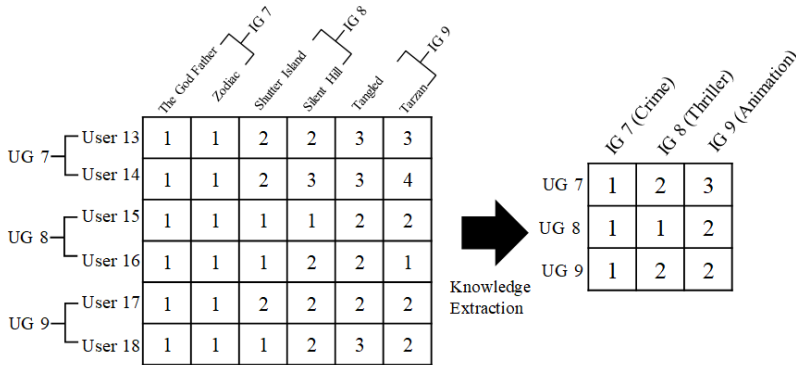 IG 7
IG 8
IG 9
The God Father
Zodiac
Shutter Island
Silent Hill
Tangled
Tarzan
UG 7
User 13 1 1 2 2 3 3
User 14 1 1 2 3 3 4
UG 8
User 15 1 1 1 1 2 2
User 16 1 1 1 2 2 1
UG 9
User 17 1 1 2 2 2 2
User 18 1 1 1 2 3 2
Knowledge
Extraction
IG 7 (Crime)
IG 8 (Thriller)
IG 9 (Animation)
UG 7 1 2 3
UG 8 1 1 2
UG 9 1 2 2